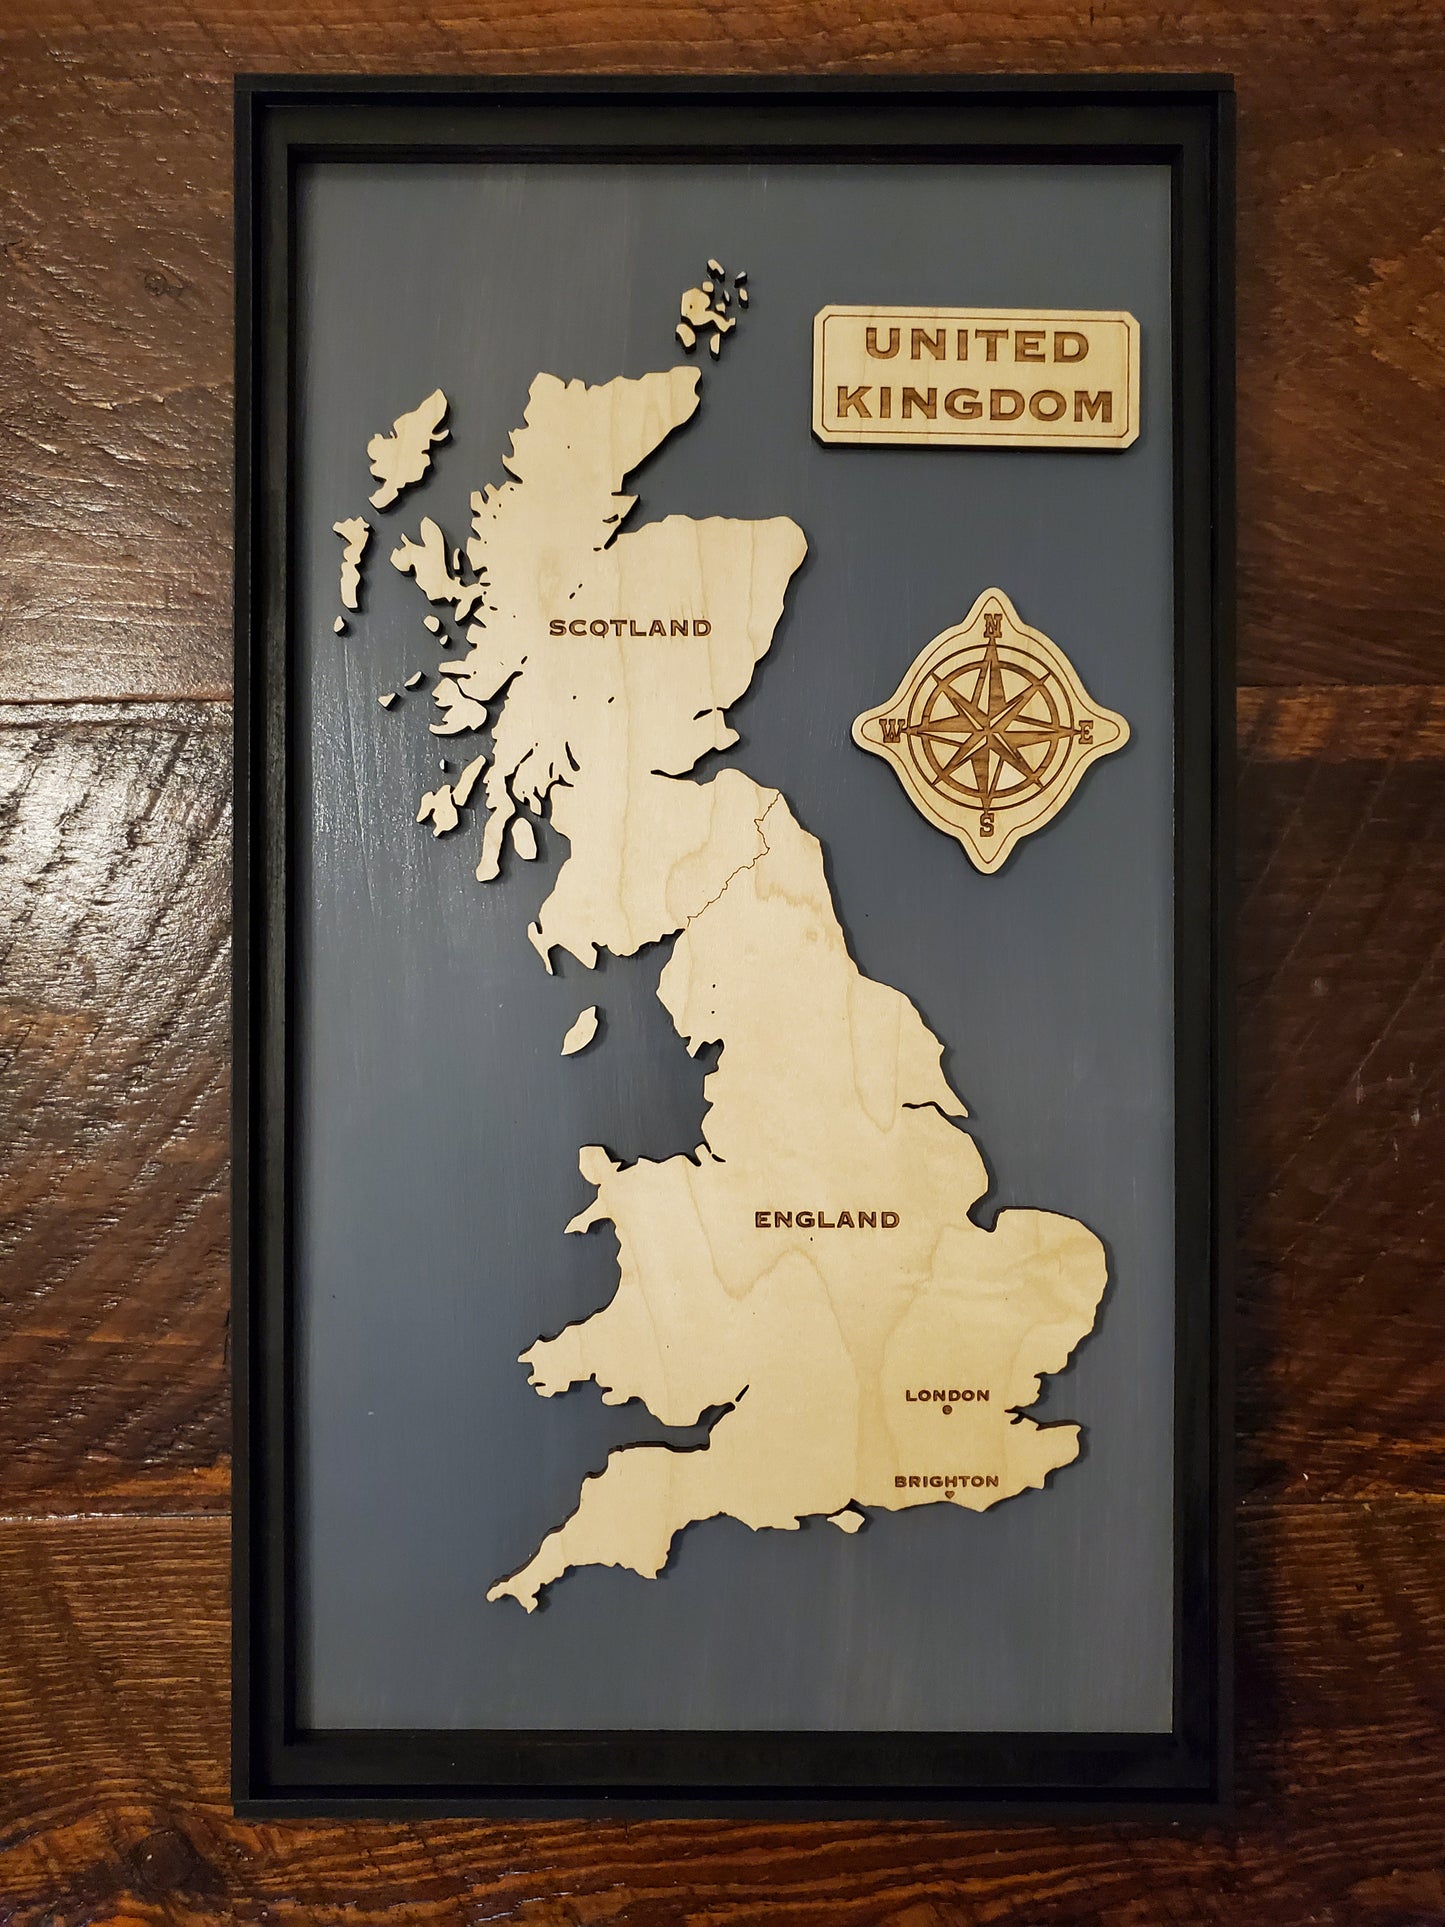 UNITED
KINGDOM
SCOTLAND
N
W E
S
ENGLAND
LONDON
BRIGHTON